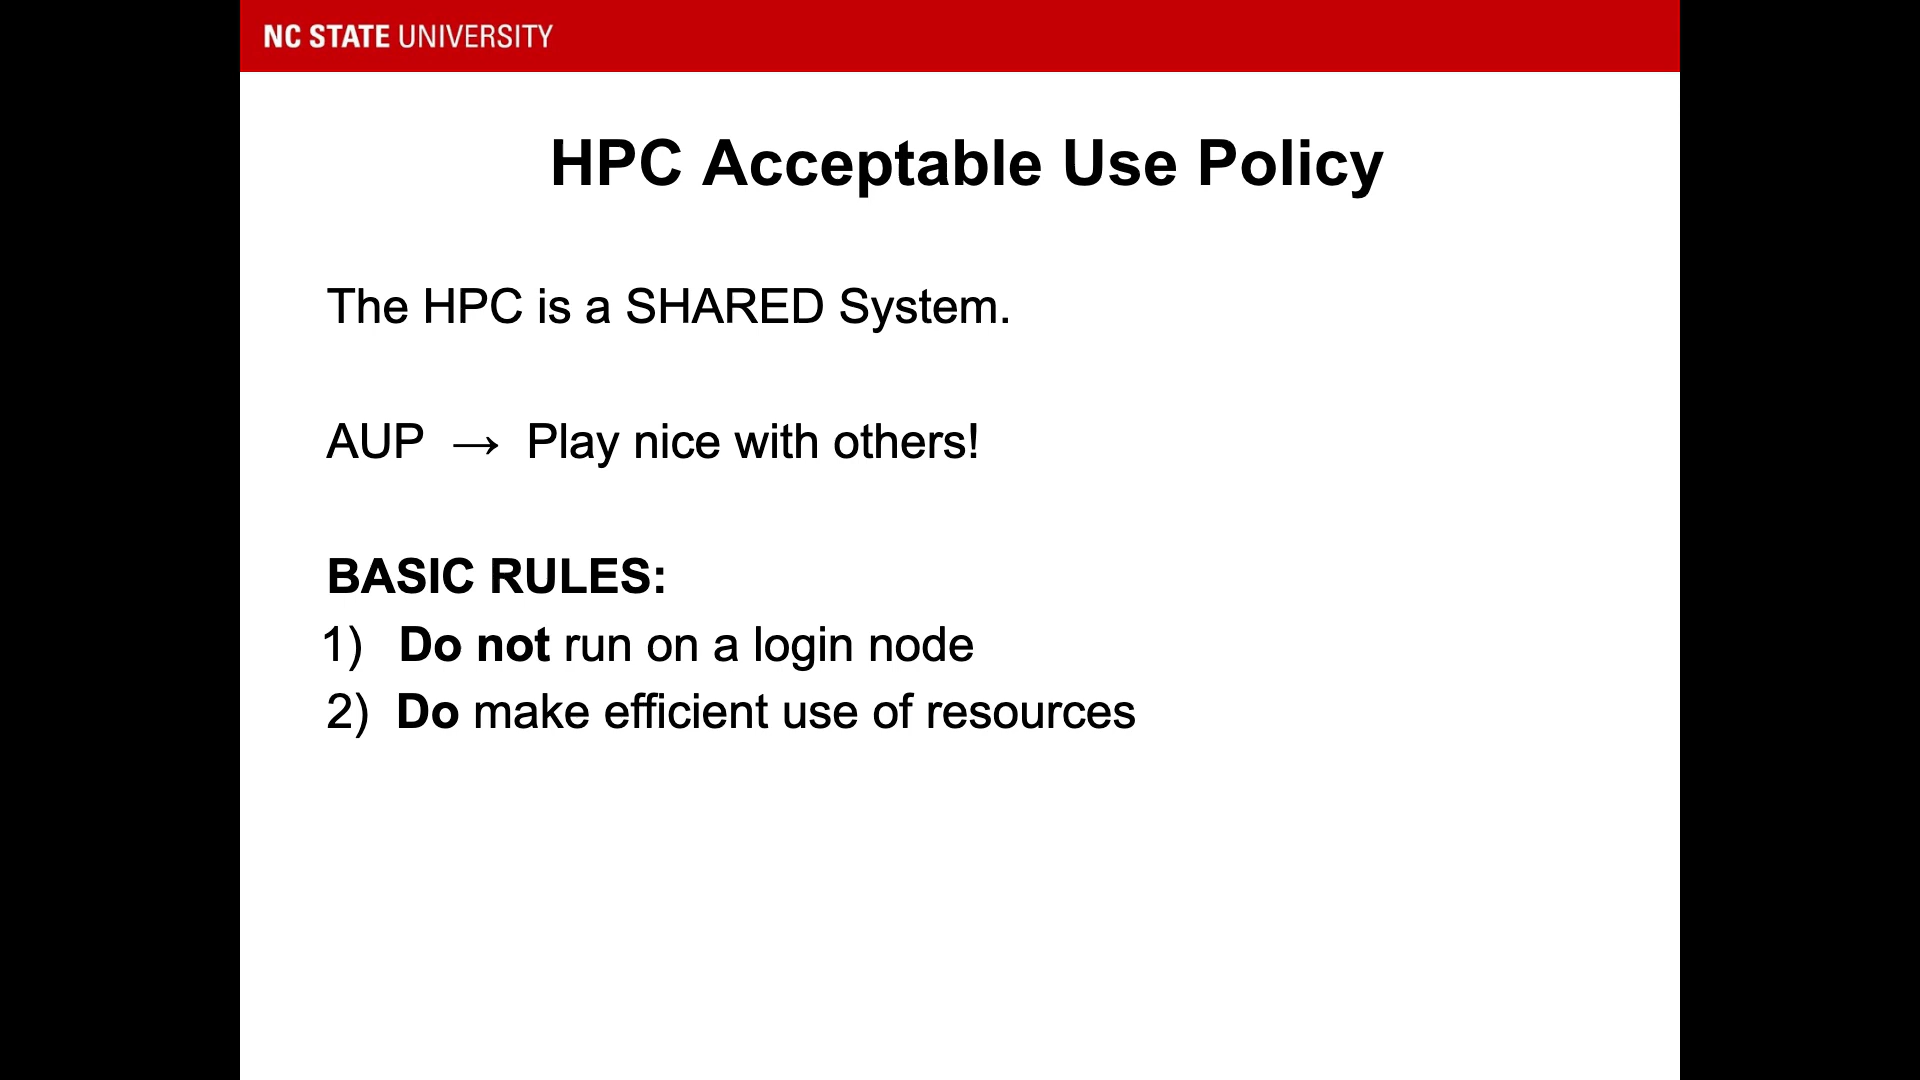 NC STATE UNIVERSITY
HPC Acceptable Use Policy
The HPC is a SHARED System.
AUP → Play nice with others!
BASIC RULES:
1) Do not run on a login node
2) Do make efficient use of resources